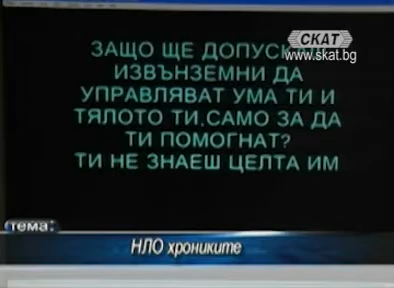 СКАТ
www.skat.bg
ЗАЩО ЩЕ ДОПУСКАШ
ИЗВЪНЗЕМНИ ДА
УПРАВЛЯВАТ УМА ТИ И
ТЯЛОТО ТИ,САМО ЗА ДА
ТИ ПОМОГНАТ?
ТИ НЕ ЗНАЕШ ЦЕЛТА ИМ
тема:
НЛО хрониките